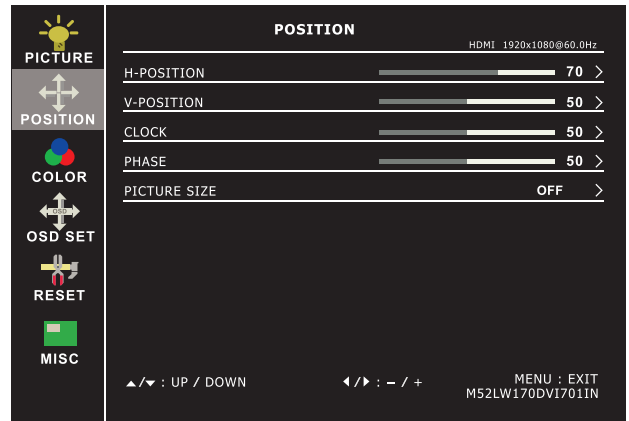 PICTURE
POSITION
COLOR
OSD
OSD SET
RESET
MISC
POSITION
HDMI 1920x1080@60.0Hz
H-POSITION 70
V-POSITION 50
CLOCK 50
PHASE 50
PICTURE SIZE OFF
▲/▼ : UP / DOWN ◀/▶ : – / + MENU : EXIT
M52LW170DVI701IN